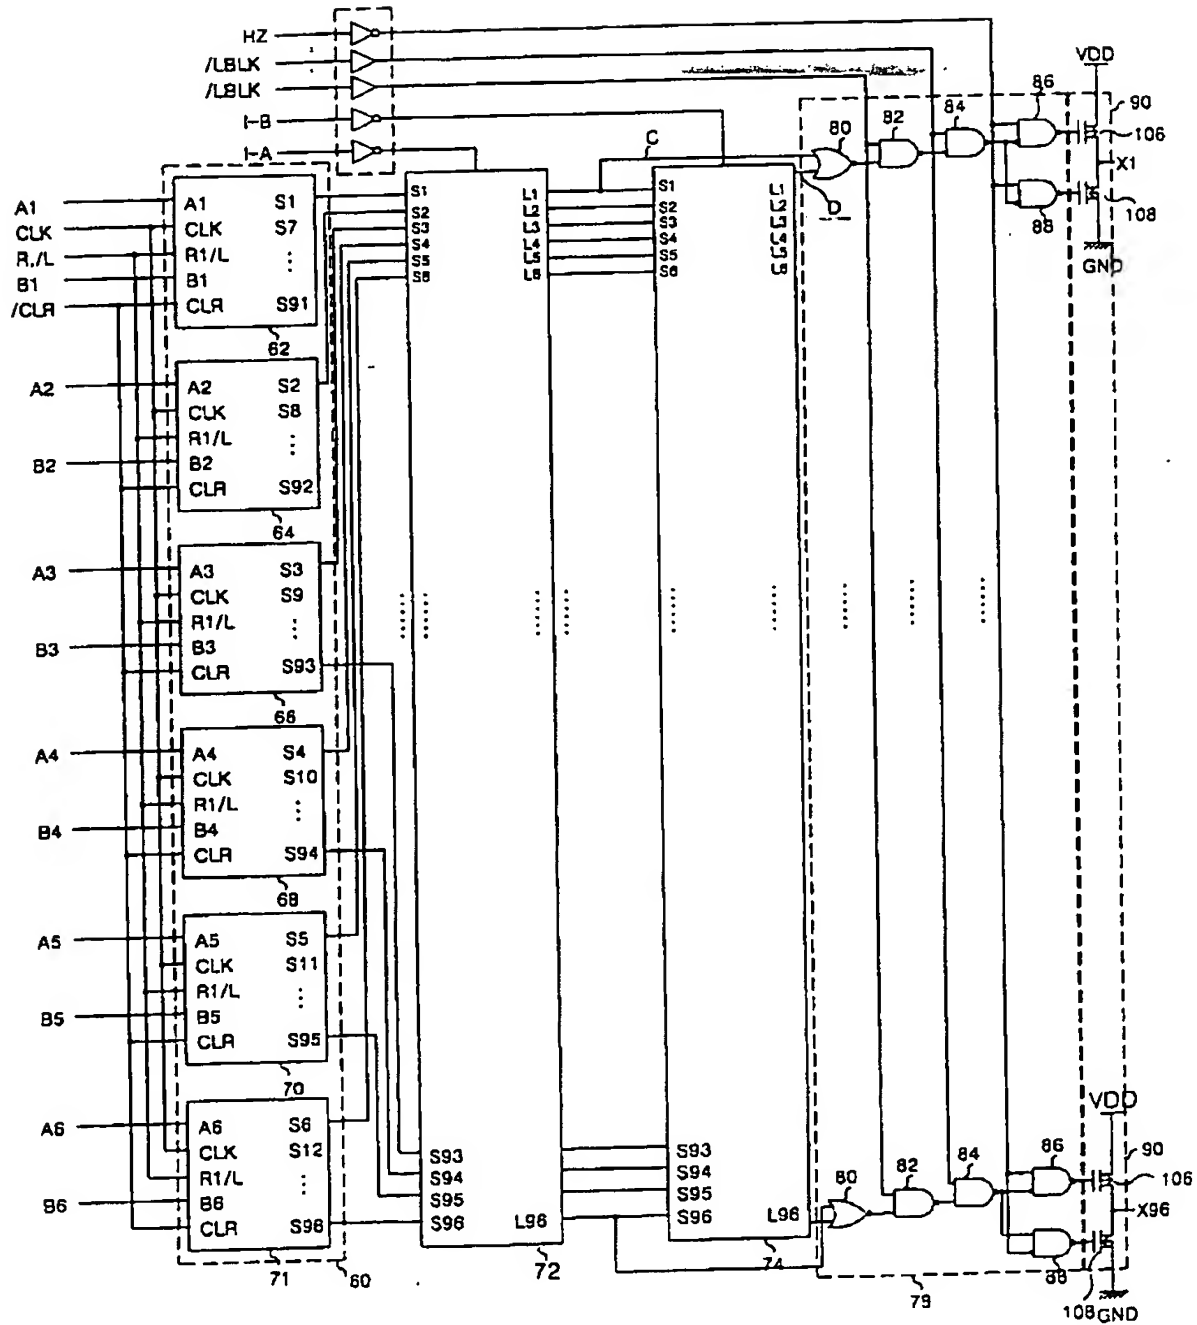 HZ
/LBLK
/LBLK
I-B
I-A
VDD
86
84
82
80
90
106
X1
C
D
88
108
GND
A1
CLK
R./L
B1
/CLR
A1 S1
CLK S7
R1/L
B1
CLR S91
62
S1
S2
S3
S4
S5
S6
L1
L2
L3
L4
L5
L6
S1
S2
S3
S4
S5
S6
L1
L2
L3
L4
L5
L6
A2
B2
A2 S2
CLK S8
R1/L
B2
CLR S92
64
A3
B3
A3 S3
CLK S9
R1/L
B3
CLR S93
66
A4
B4
A4 S4
CLK S10
R1/L
B4
CLR S94
68
A5
B5
A5 S5
CLK S11
R1/L
B5
CLR S95
70
A6
B6
A6 S6
CLK S12
R1/L
B6
CLR S96
71
60
S93
S94
S95
S96
L96
72
S93
S94
S95
S96
L96
74
80
82
84
86
88
79
VDD
90
106
X96
108
GND